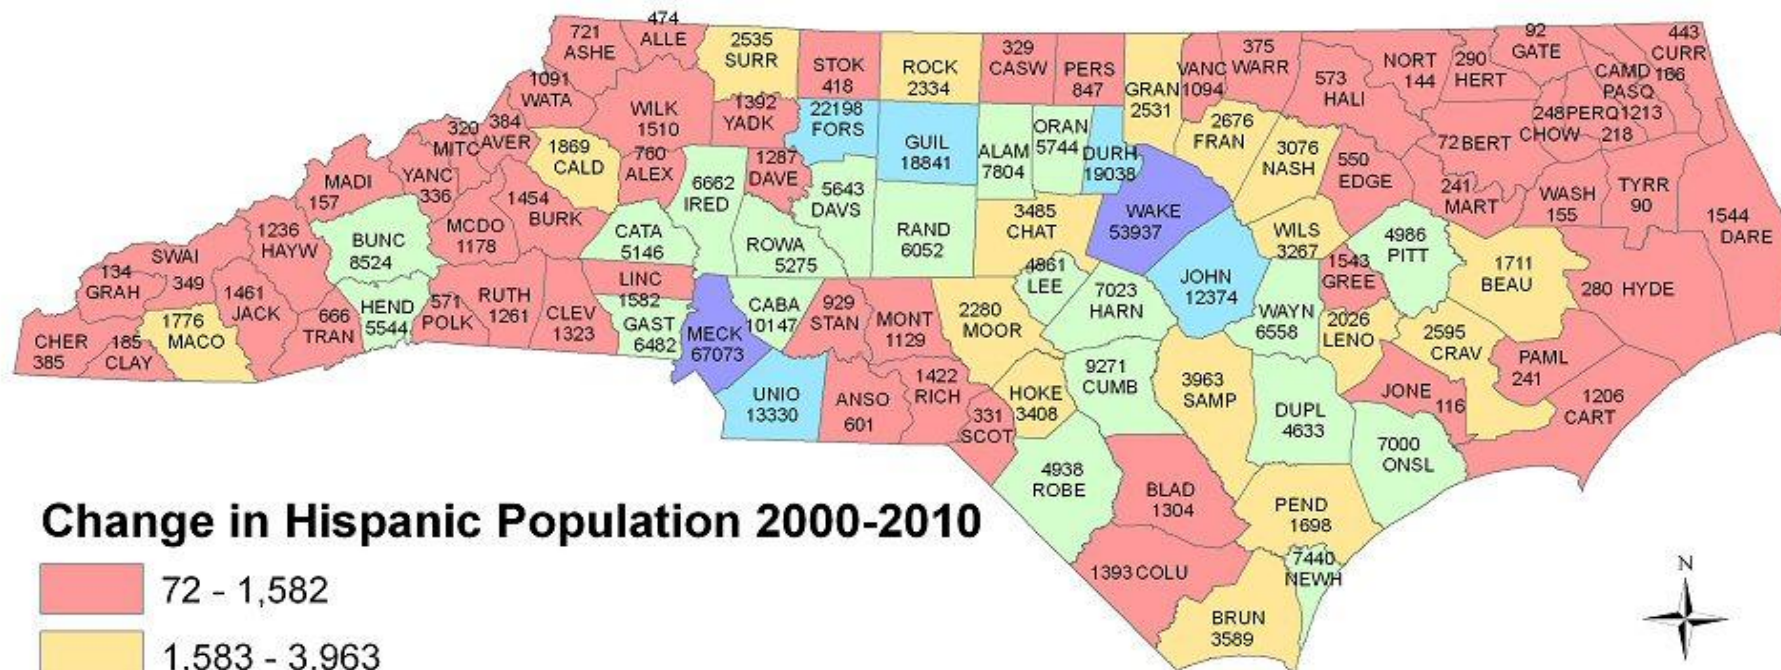 721
ASHE
474
ALLE
2535
SURR
STOK
418
ROCK
2334
329
CASW
PERS
847
GRAN
2531
VANC
1094
375
WARR
573
HALI
NORT
144
290
HERT
92
GATE
443
CURR
CAMD
166
PASQ
1213
248
CHOW
PERQ
218
72 BERT
1091
WATA
WILK
1510
1392
YADK
22198
FORS
GUIL
18841
ALAM
7804
ORAN
5744
DURH
19038
2676
FRAN
3076
NASH
550
EDGE
241
MART
WASH
155
TYRR
90
1544
DARE
320
MITC
384
AVER
1869
CALD
760
ALEX
6662
IRED
1287
DAVE
5643
DAVS
MADI
157
YANC
336
1454
BURK
MCDO
1178
CATA
5146
ROWA
5275
RAND
6052
3485
CHAT
WAKE
53937
WILS
3267
4986
PITT
1711
BEAU
280 HYDE
1236
HAYW
BUNC
8524
SWAI
349
134
GRAH
1461
JACK
HEND
5544
571
POLK
RUTH
1261
CLEV
1323
LINC
1582
GAST
6482
MECK
67073
CABA
10147
929
STAN
MONT
1129
2280
MOOR
4861
LEE
7023
HARN
JOHN
12374
WAYN
6558
1543
GREE
2026
LENO
2595
CRAV
PAML
241
CHER
385
185
CLAY
1776
MACO
666
TRAN
UNIO
13330
ANSO
601
1422
RICH
331
SCOT
HOKE
3408
9271
CUMB
3963
SAMP
DUPL
4633
JONE
116
1206
CART
7000
ONSL
4938
ROBE
BLAD
1304
PEND
1698
1393 COLU
7440
NEWH
BRUN
3589
Change in Hispanic Population 2000-2010
72 - 1,582
1,583 - 3,963
N